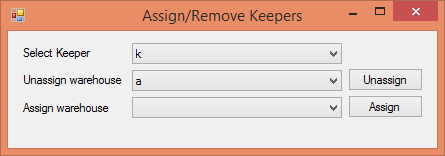 Assign/Remove Keepers
Select Keeper k
Unassign warehouse a Unassign
Assign warehouse Assign